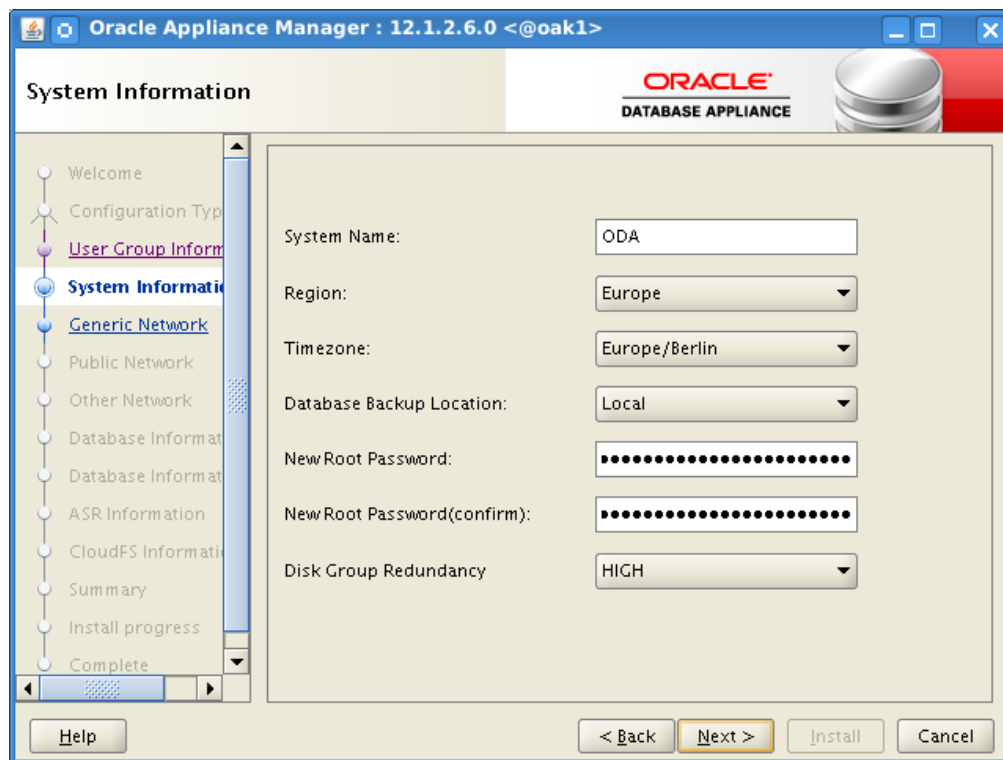 Oracle Appliance Manager : 12.1.2.6.0 <@oak1>
System Information
ORACLE
DATABASE APPLIANCE
Welcome
Configuration Typ
User Group Inform
System Informati
Generic Network
Public Network
Other Network
Database Informat
Database Informat
ASR Information
CloudFS Informati
Summary
Install progress
Complete
System Name: ODA
Region: Europe
Timezone: Europe/Berlin
Database Backup Location: Local
New Root Password: •••••••••••••••••••••••
New Root Password(confirm): •••••••••••••••••••••••
Disk Group Redundancy HIGH
Help < Back Next > Install Cancel